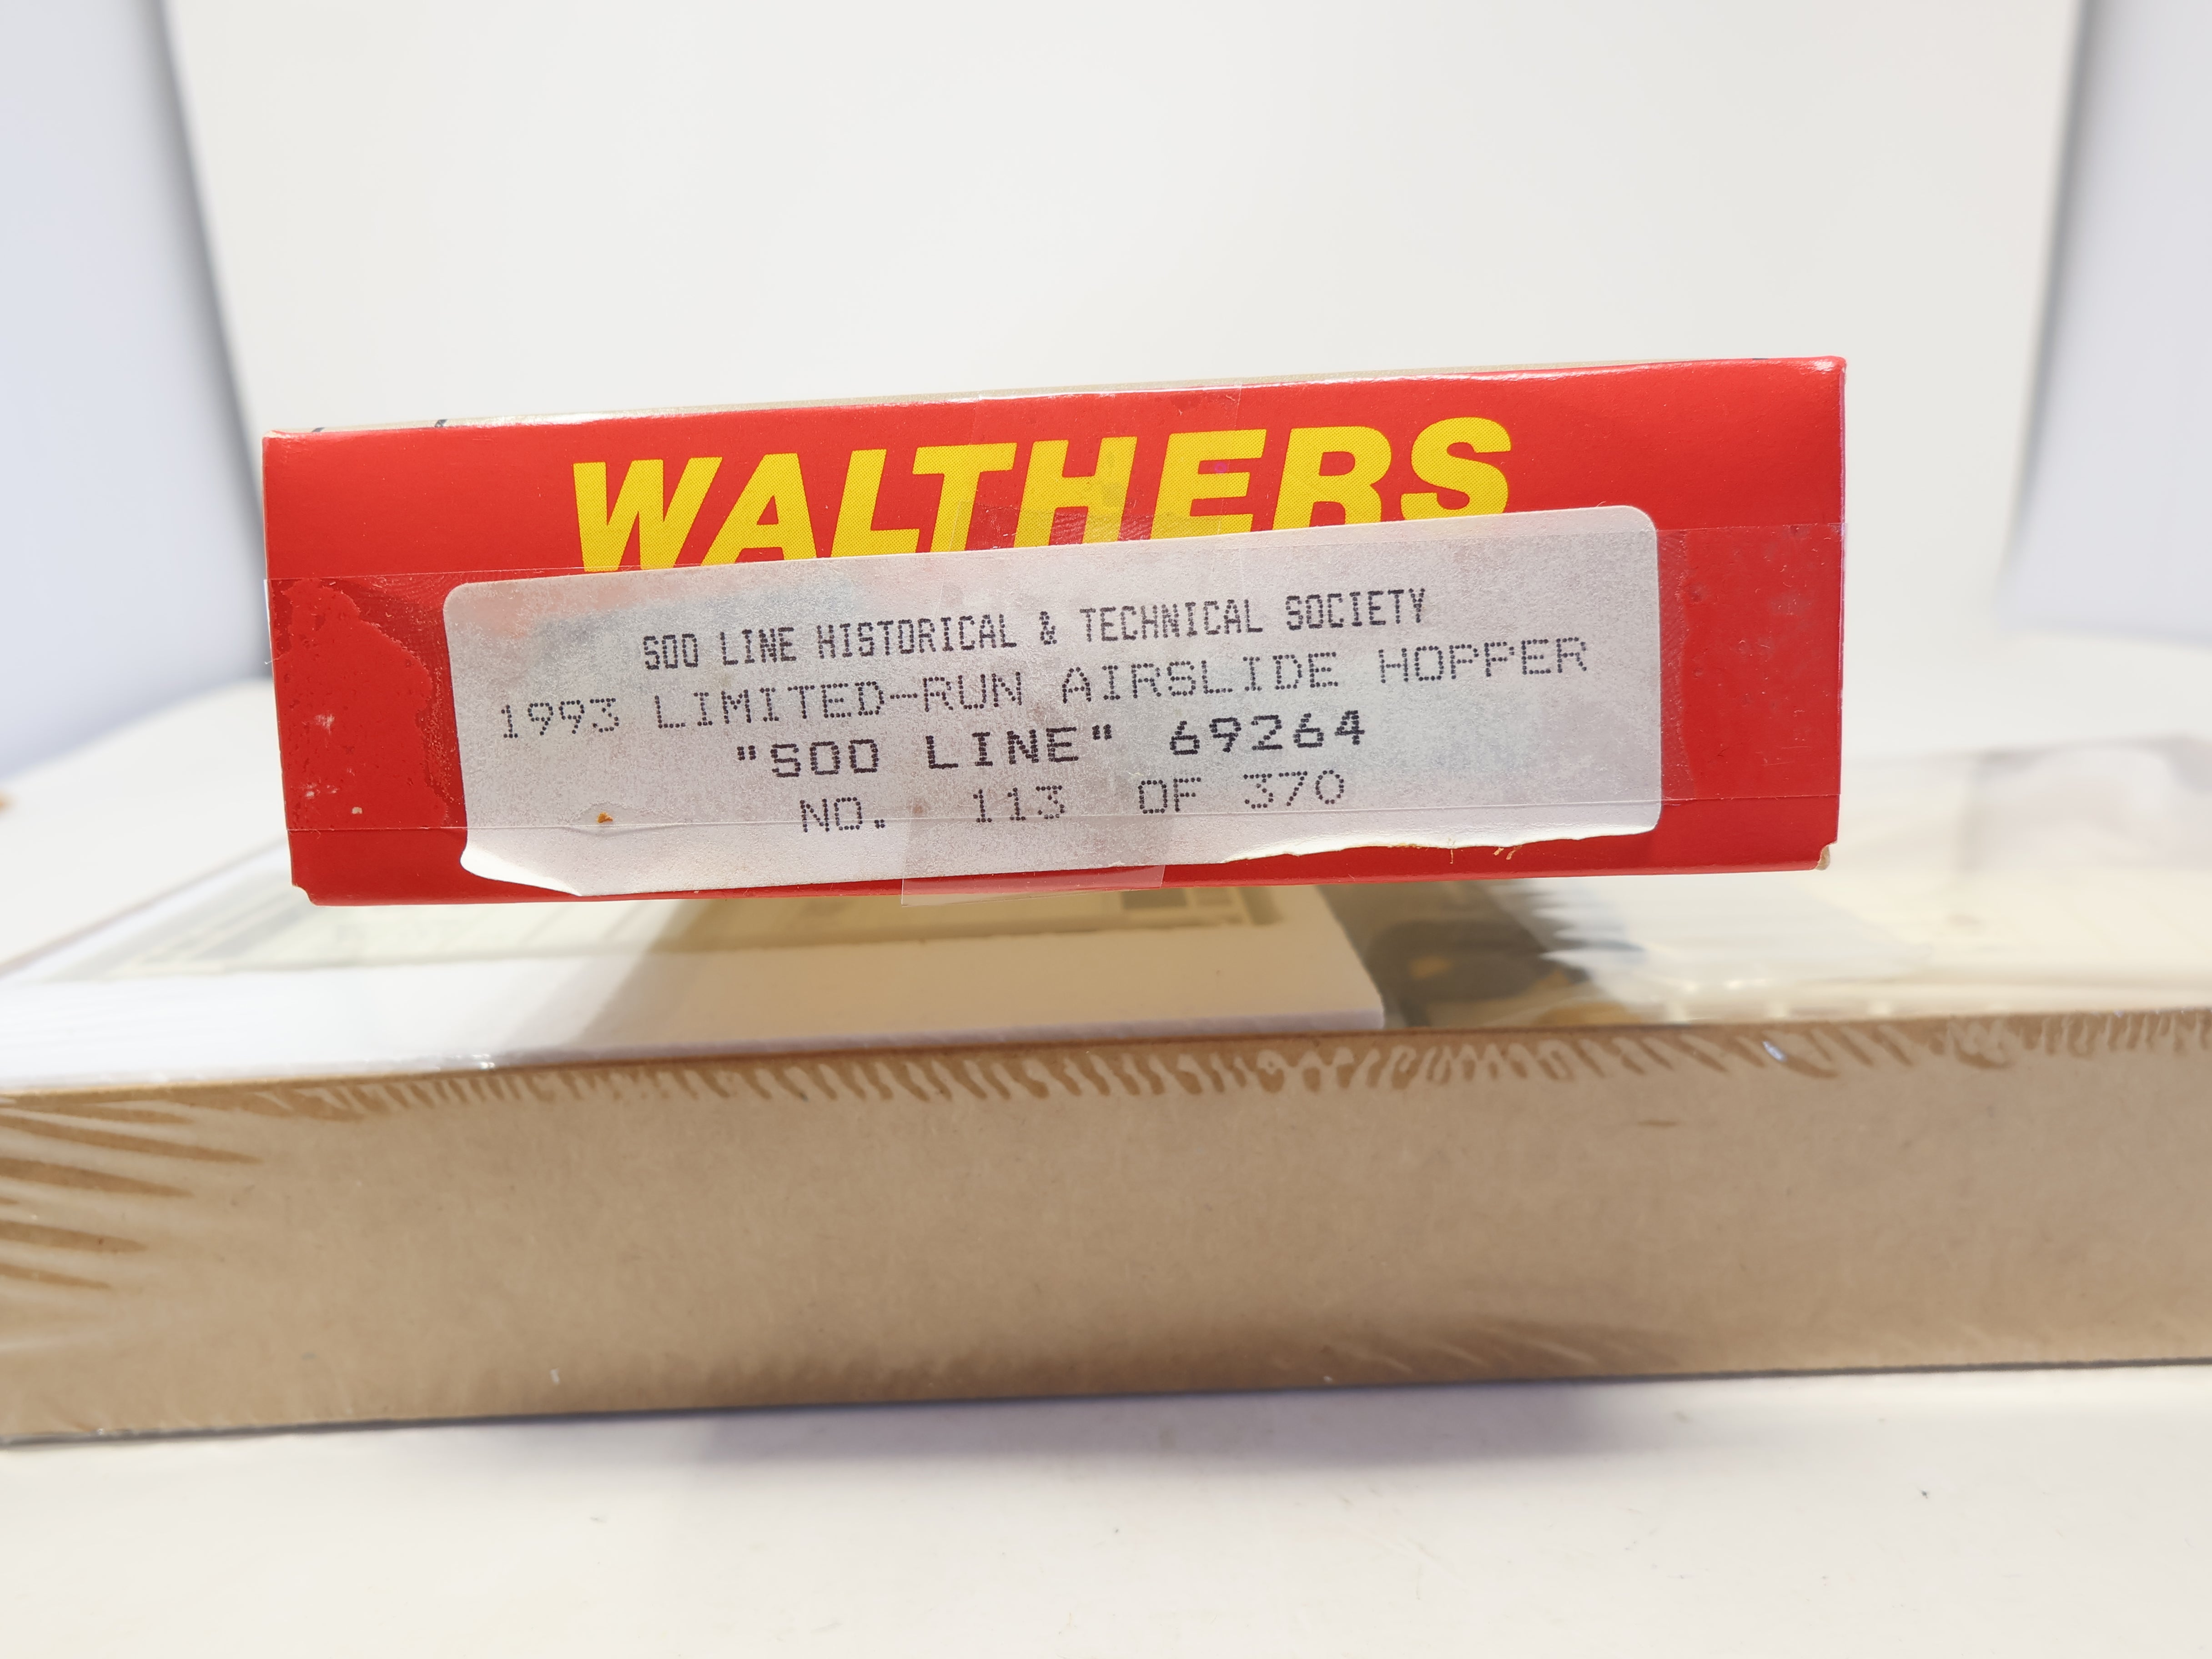 WALTHERS
SOO LINE HISTORICAL & TECHNICAL SOCIETY
1993 LIMITED-RUN AIRSLIDE HOPPER
"SOO LINE" 69264
NO. 113 OF 370